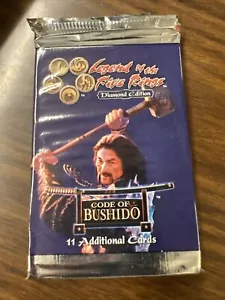 Legend of the
Five Rings
Diamond Edition
CODE OF
BUSHIDO
11 Additional Cards